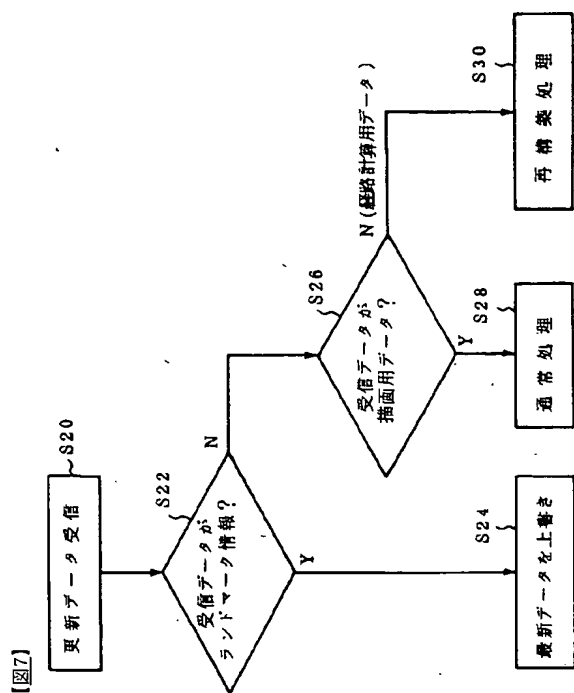 【図7】
更新データ受信
S20
受信データが
ランドマーク情報？
S22
N
Y
最新データを上書き
S24
受信データが
描画用データ？
S26
N (経路計算用データ)
Y
通常処理
S28
再構築処理
S30